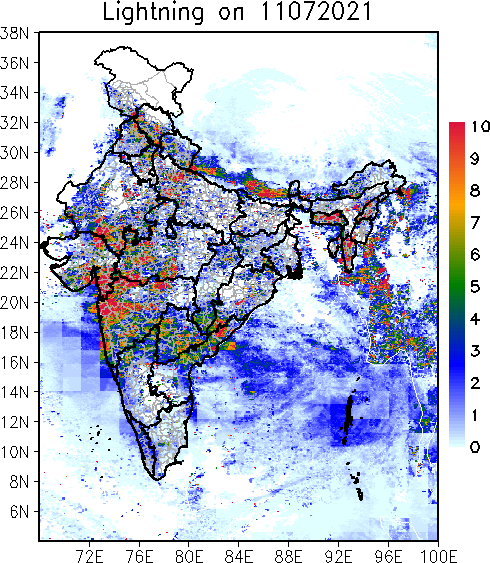 Lightning on 11072021
38N
36N
34N
32N
30N
28N
26N
24N
22N
20N
18N
16N
14N
12N
10N
8N
6N
72E 76E 80E 84E 88E 92E 96E 100E
10
9
8
7
6
5
4
3
2
1
0